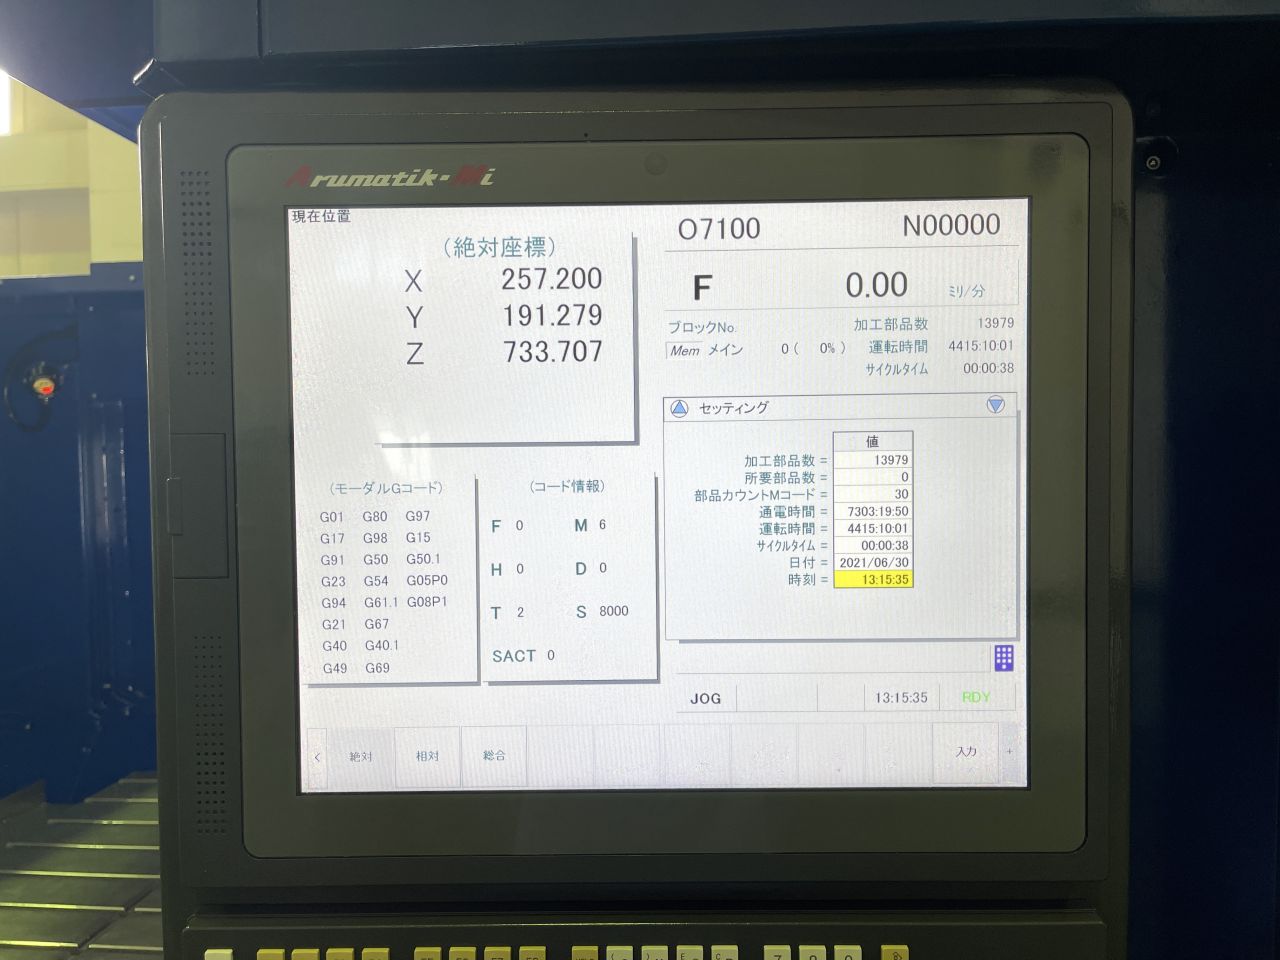 Arumatik-Mi
現在位置
(絶対座標)
X 257.200
Y 191.279
Z 733.707
O7100 N00000
F 0.00 ミリ/分
ブロックNo. 加工部品数 13979
Mem メイン 0 ( 0% ) 運転時間 4415:10:01
サイクルタイム 00:00:38
セッティング
値
加工部品数 = 13979
所要部品数 = 0
部品カウントMコード = 30
通電時間 = 7303:19:50
運転時間 = 4415:10:01
サイクルタイム = 00:00:38
日付 = 2021/06/30
時刻 = 13:15:35
(モーダルGコード)
G01 G80 G97
G17 G98 G15
G91 G50 G50.1
G23 G54 G05P0
G94 G61.1 G08P1
G21 G67
G40 G40.1
G49 G69
(コード情報)
F 0 M 6
H 0 D 0
T 2 S 8000
SACT 0
JOG 13:15:35 RDY
< 絶対 相対 総合 入力 +
7 8 9